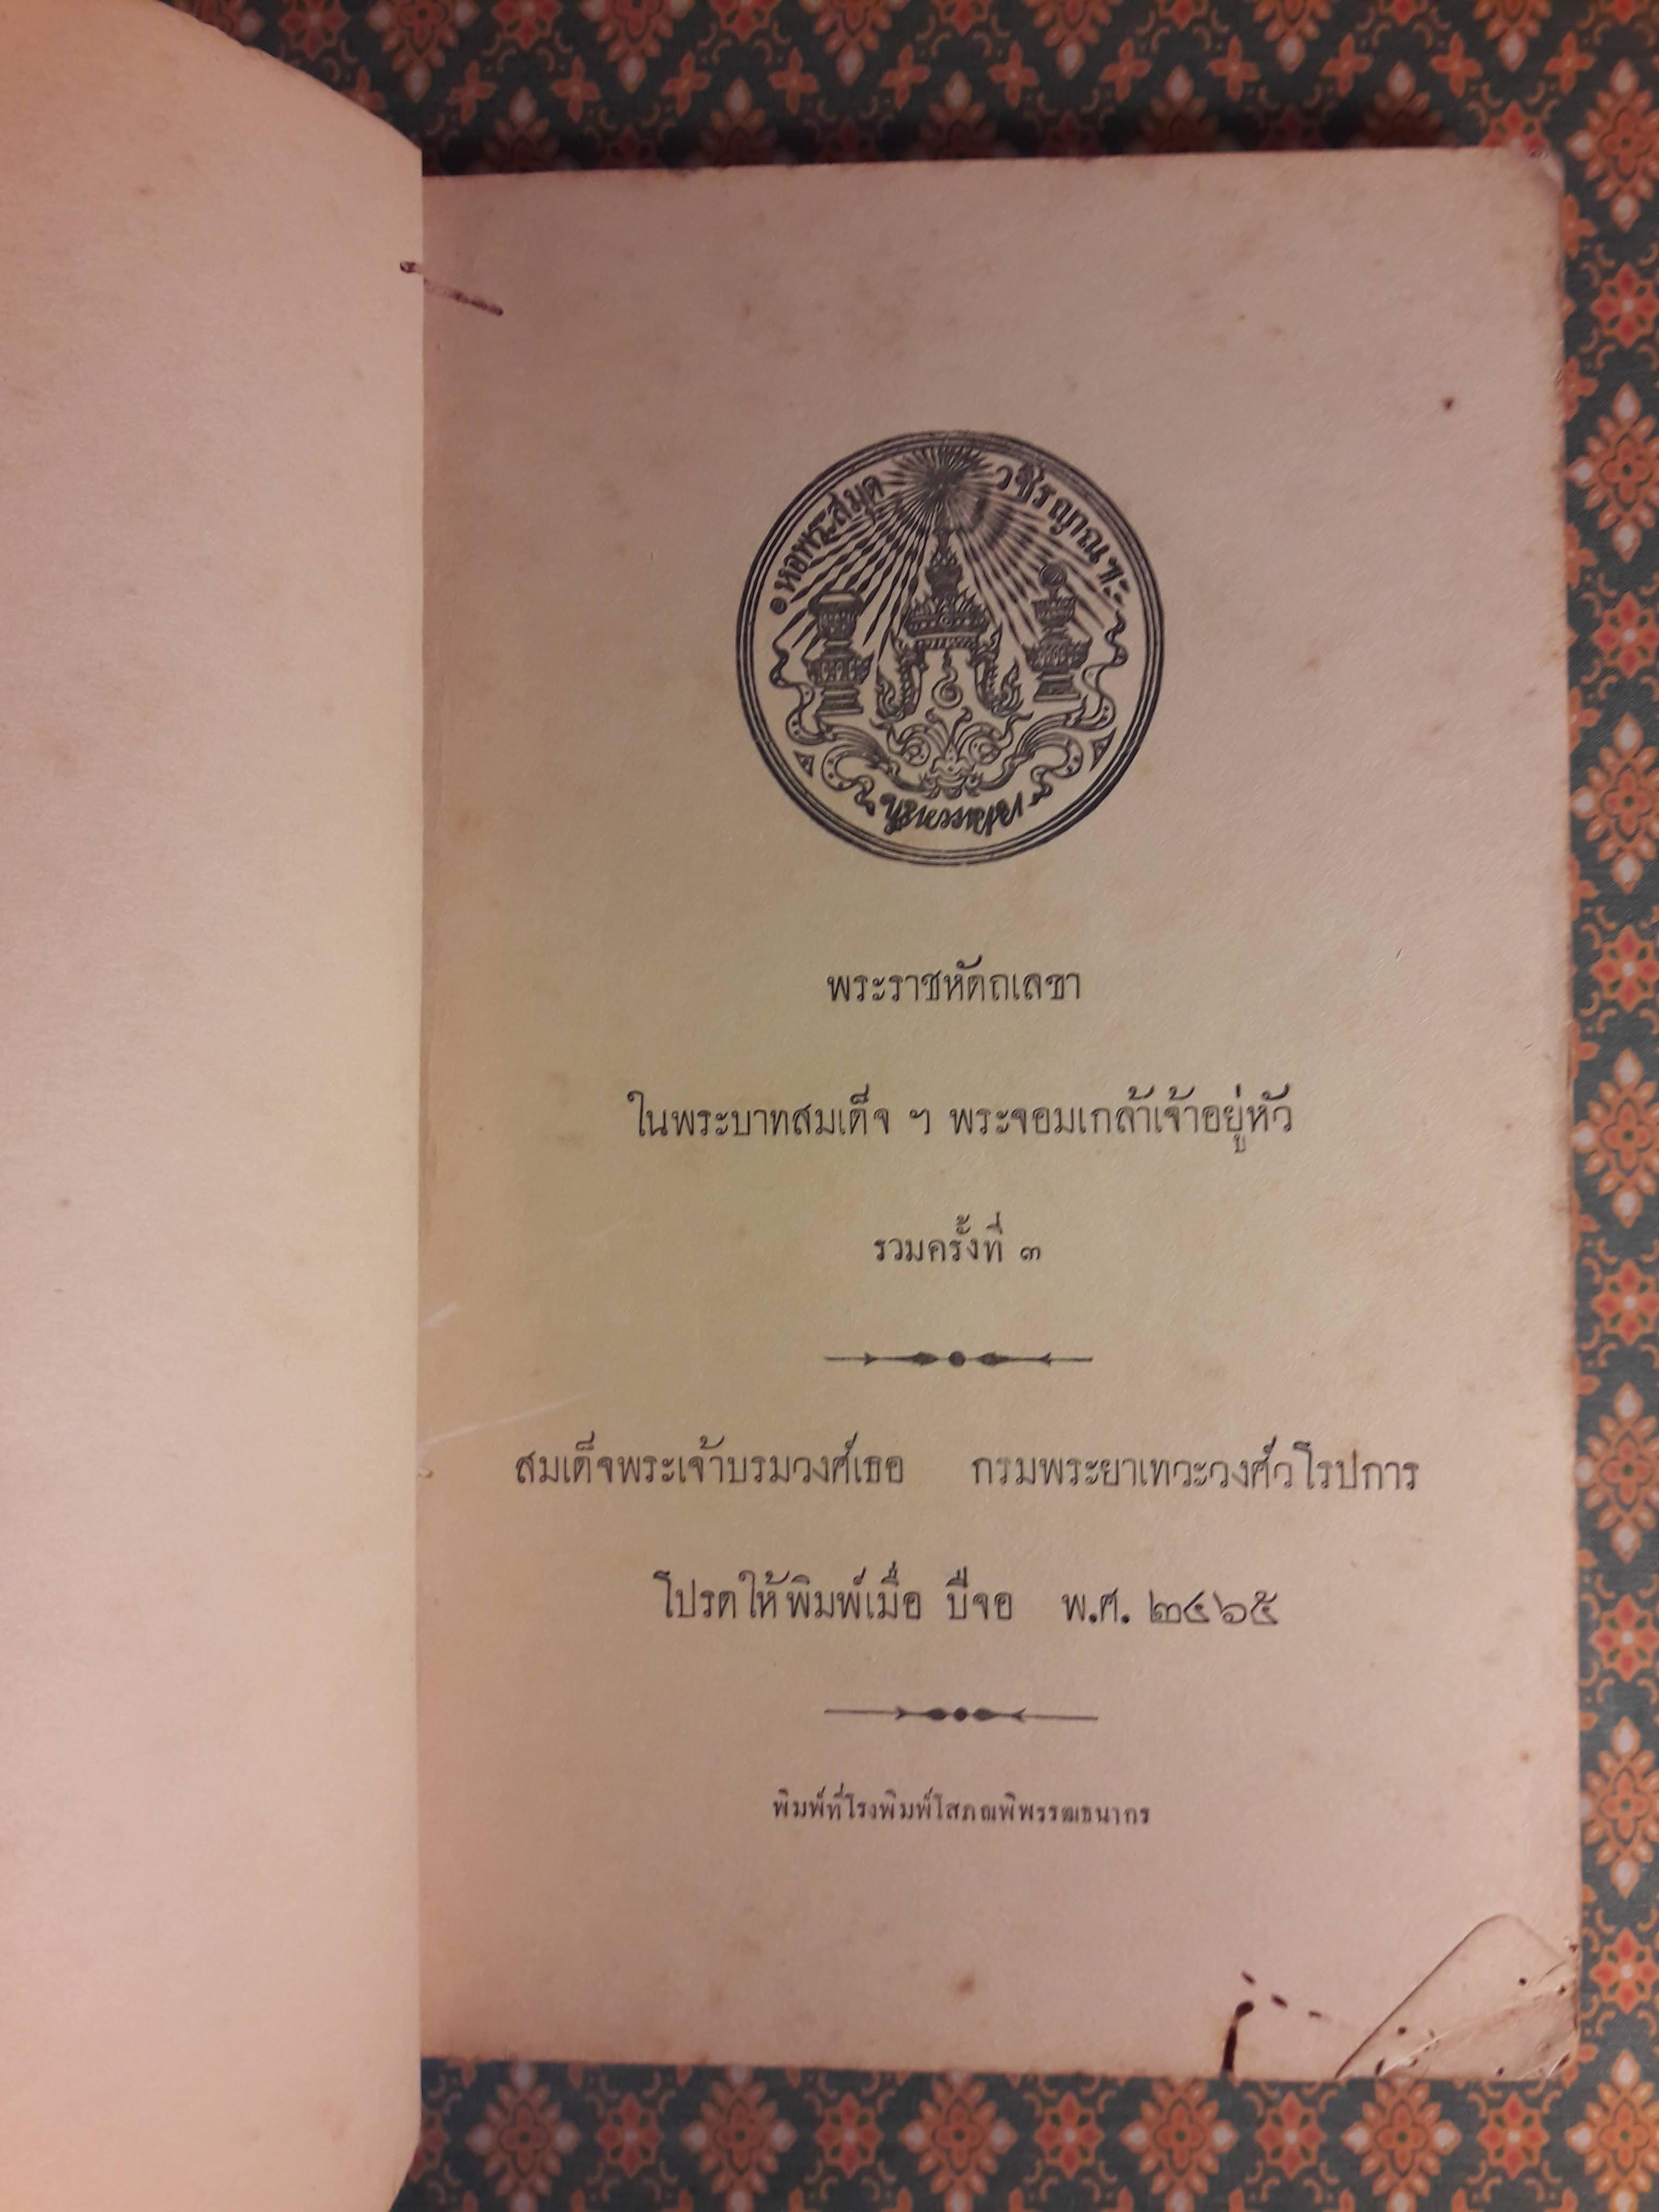 หอพระสมุด วชิรญาณ
พระราชหัดถเลขา
ในพระบาทสมเด็จ ฯ พระจอมเกล้าเจ้าอยู่หัว
รวมครั้งที่ ๓
สมเด็จพระเจ้าบรมวงศ์เธอ กรมพระยาเทวะวงศ์วโรปการ
โปรดให้พิมพ์เมื่อ ปีจอ พ.ศ. ๒๔๖๕
พิมพ์ที่โรงพิมพ์โสภณพิพรรฒธนากร